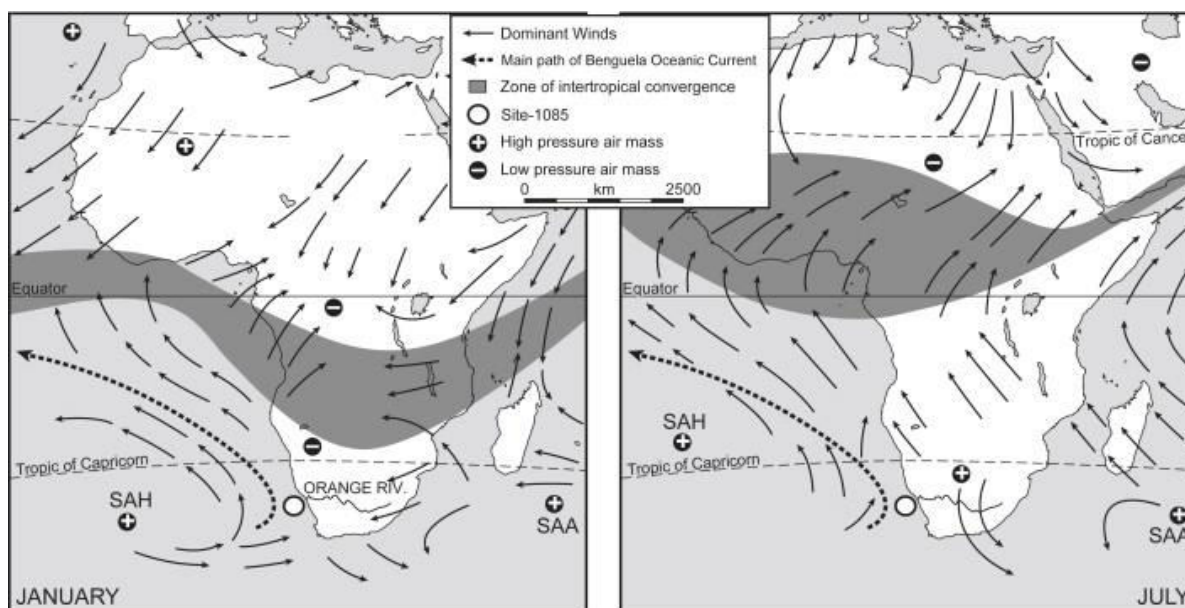 Dominant Winds
Main path of Benguela Oceanic Current
Zone of intertropical convergence
Site-1085
High pressure air mass
Low pressure air mass
0 km 2500
Equator
Tropic of Capricorn
SAH
ORANGE RIV.
SAA
JANUARY
Tropic of Cance
Equator
SAH
Tropic of Capricorn
SAA
JULY